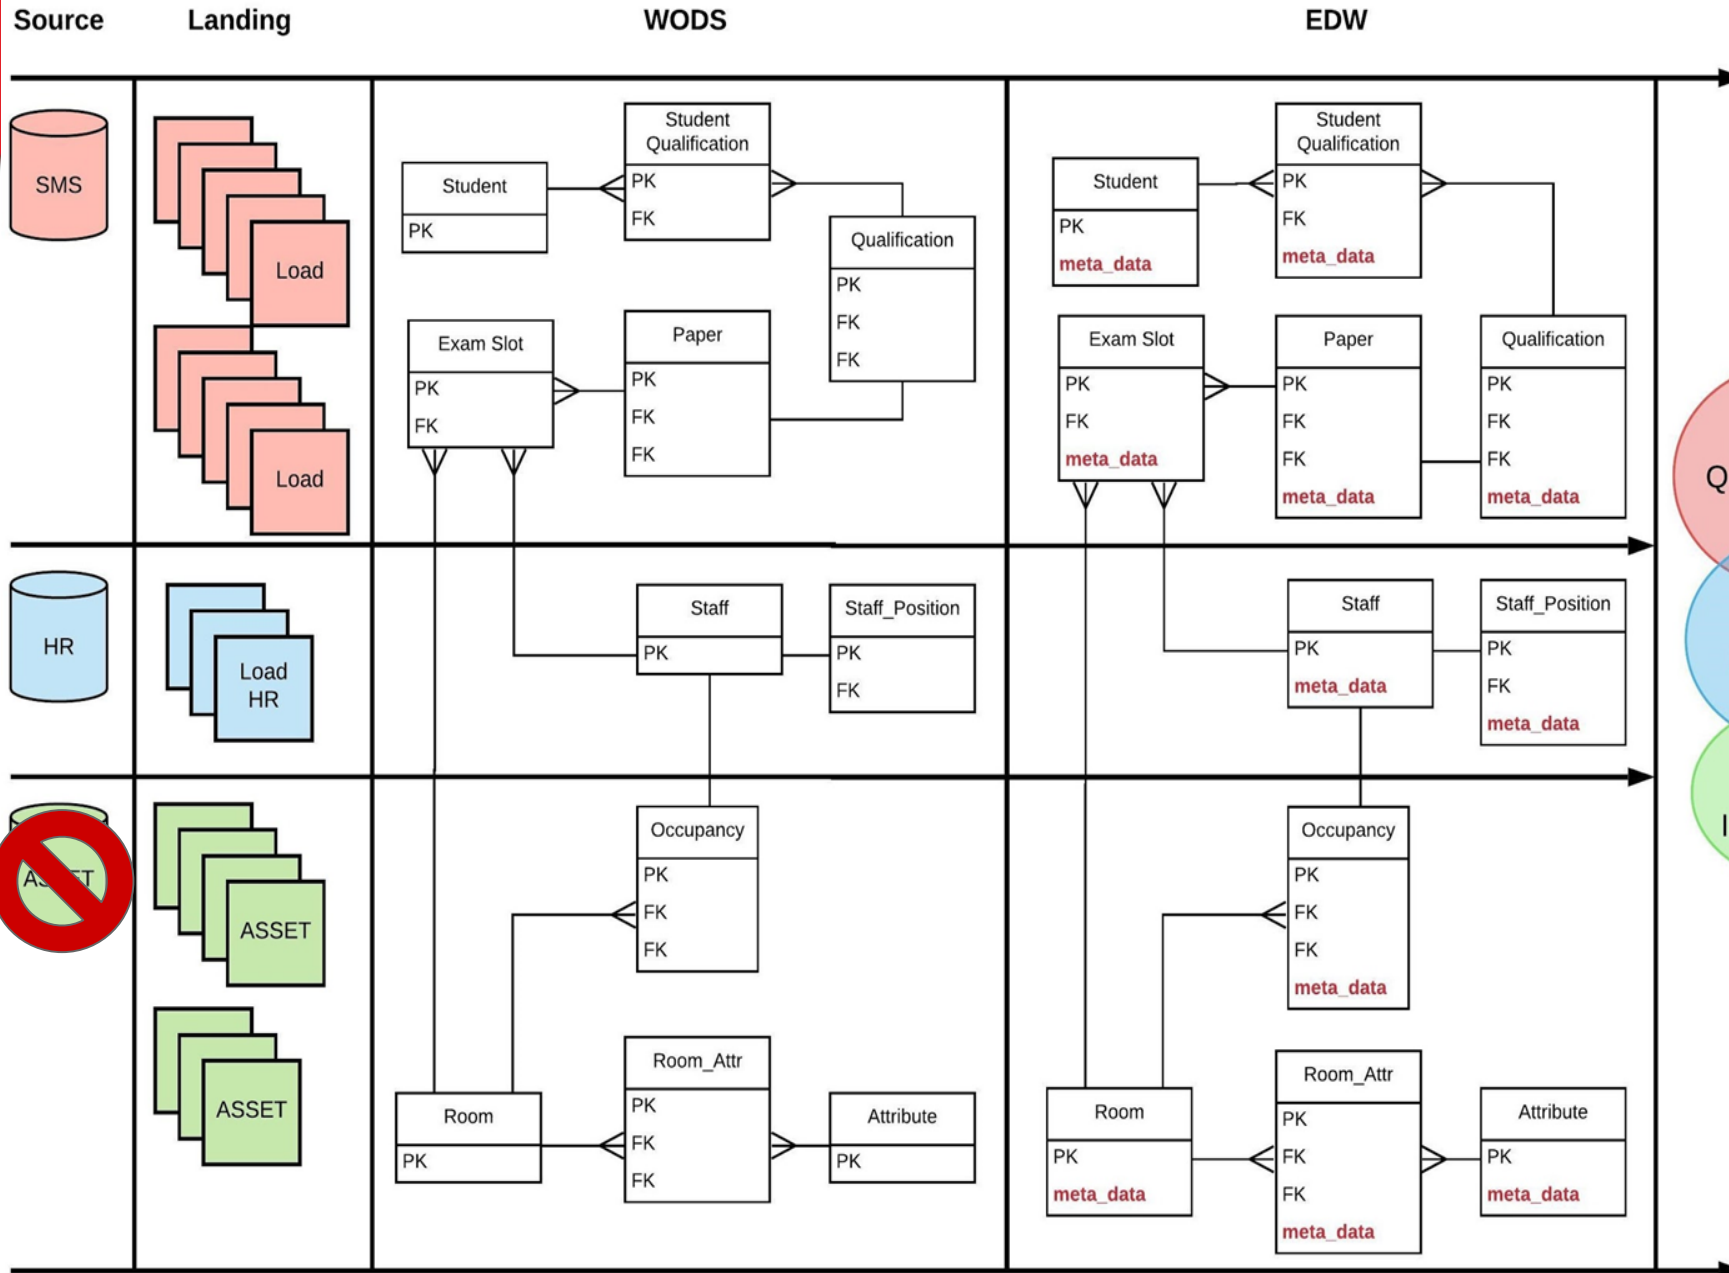 Source
Landing
WODS
EDW
SMS
Load
Load
Student
PK
Student
Qualification
PK
FK
Qualification
PK
FK
FK
Exam Slot
PK
FK
Paper
PK
FK
FK
Student
PK
meta_data
Student
Qualification
PK
FK
meta_data
Exam Slot
PK
FK
meta_data
Paper
PK
FK
FK
meta_data
Qualification
PK
FK
FK
meta_data
Q
HR
Load
HR
Staff
PK
Staff_Position
PK
FK
Staff
PK
meta_data
Staff_Position
PK
FK
meta_data
ASSET
ASSET
Occupancy
PK
FK
FK
Room
PK
Room_Attr
PK
FK
FK
Attribute
PK
Occupancy
PK
FK
FK
meta_data
Room
PK
meta_data
Room_Attr
PK
FK
FK
meta_data
Attribute
PK
meta_data